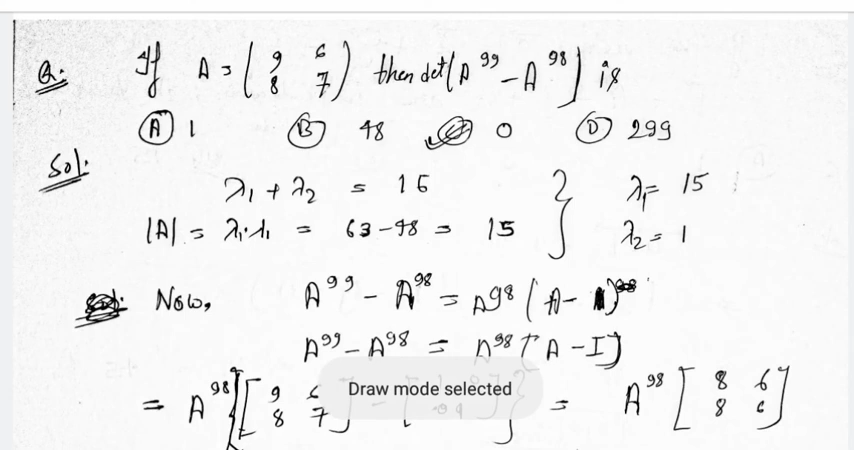 Q. If A = ( 9 6 8 7 ) then det ( A^99 - A^98 ) is
(A) 1 (B) 48 0 (D) 299
Sol.
λ1 + λ2 = 16 } λ1 = 15
|A| = λ1.λ2 = 63 - 48 = 15 λ2 = 1
Now, A^99 - A^98 = A^98 ( A -
A^99 - A^98 = A^98 [ A - I ]
= A^98 { [ 9 6 8 7 ] = A^98 [ 8 6 8 6 ]
Draw mode selected